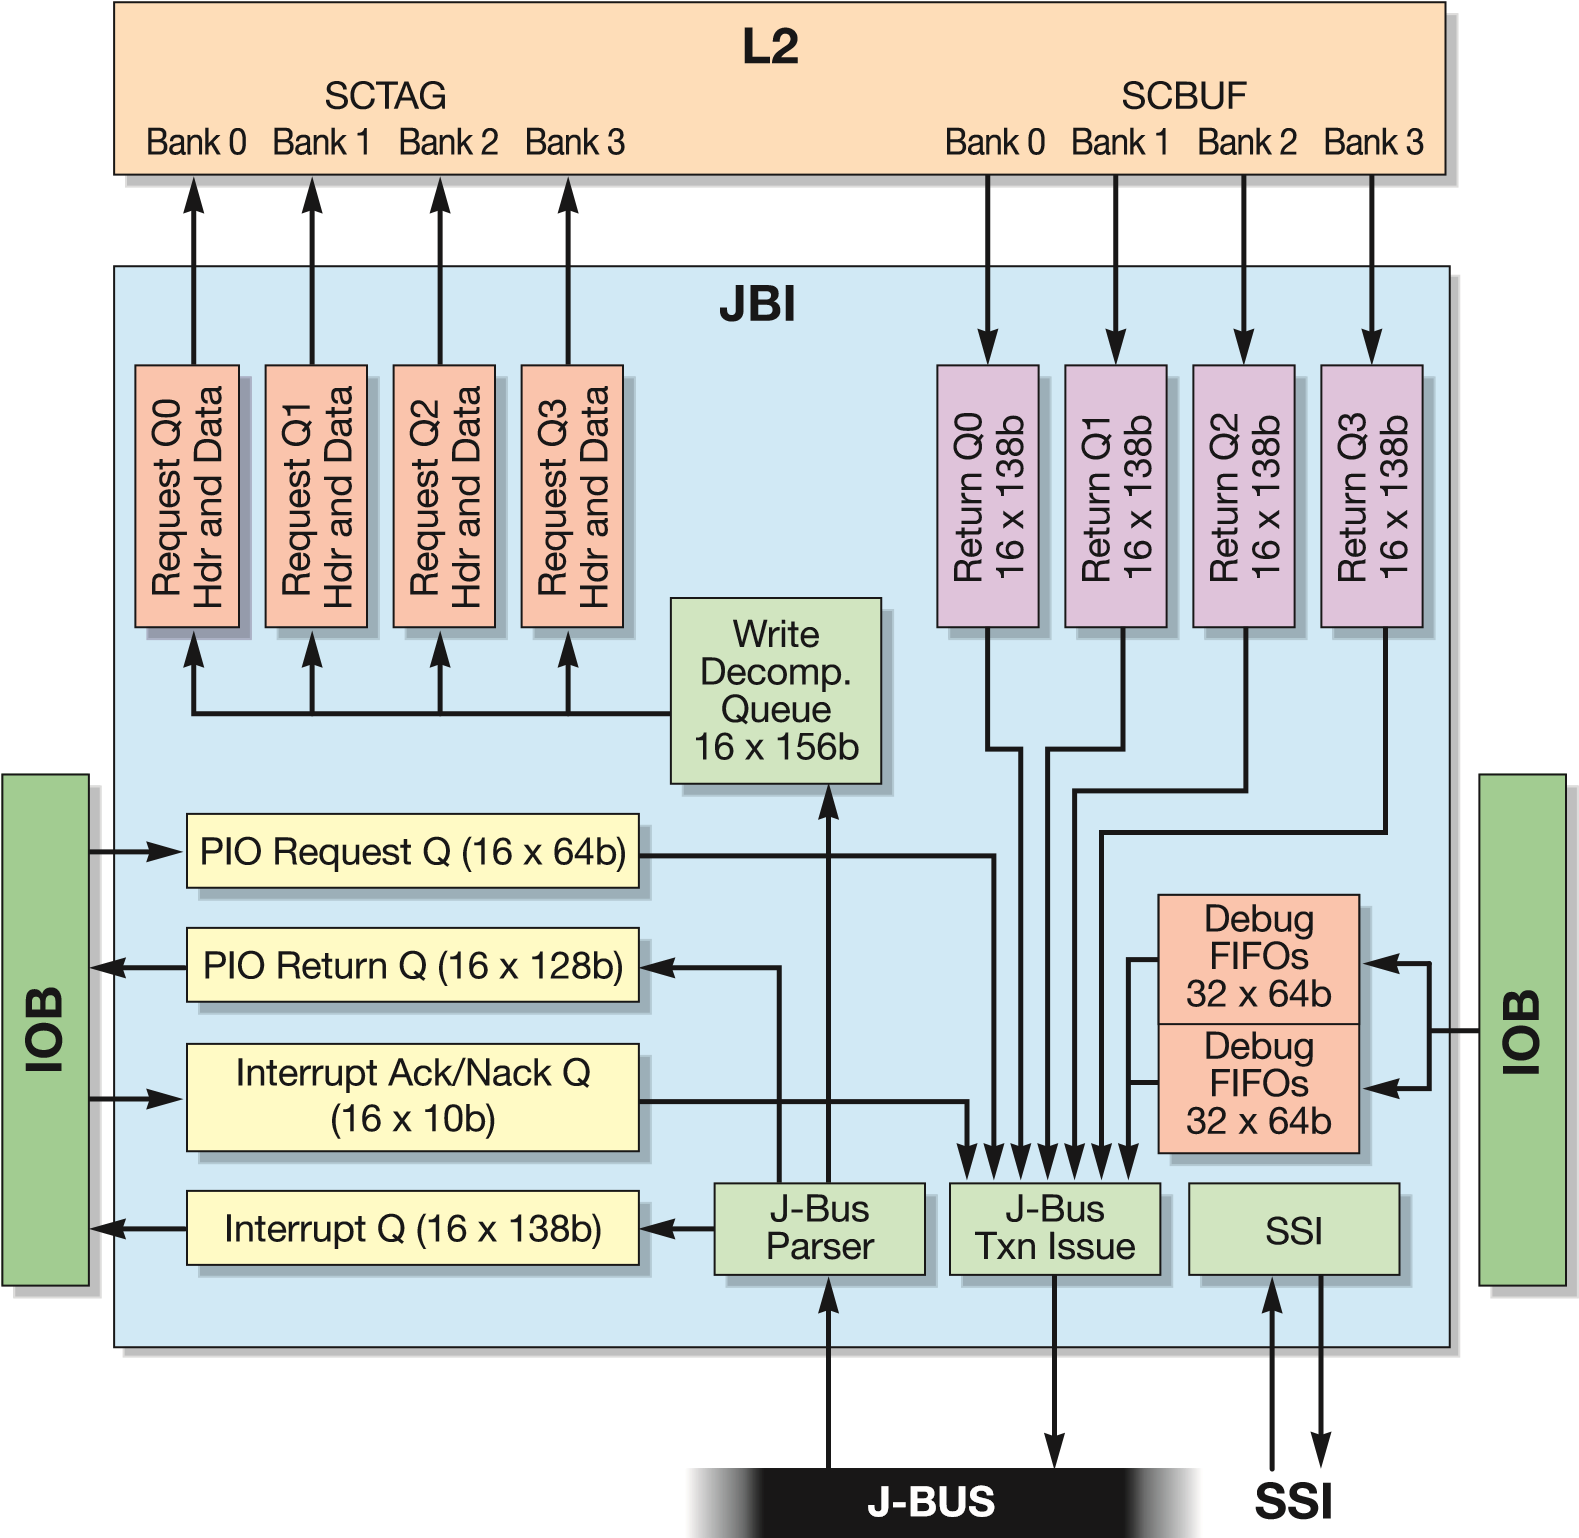 L2
SCTAG
SCBUF
Bank 0 Bank 1 Bank 2 Bank 3
Bank 0 Bank 1 Bank 2 Bank 3
JBI
Request Q0
Hdr and Data
Request Q1
Hdr and Data
Request Q2
Hdr and Data
Request Q3
Hdr and Data
Return Q0
16 x 138b
Return Q1
16 x 138b
Return Q2
16 x 138b
Return Q3
16 x 138b
Write
Decomp.
Queue
16 x 156b
IOB
PIO Request Q (16 x 64b)
PIO Return Q (16 x 128b)
Interrupt Ack/Nack Q
(16 x 10b)
Interrupt Q (16 x 138b)
Debug
FIFOs
32 x 64b
Debug
FIFOs
32 x 64b
IOB
J-Bus
Parser
J-Bus
Txn Issue
SSI
J-BUS
SSI